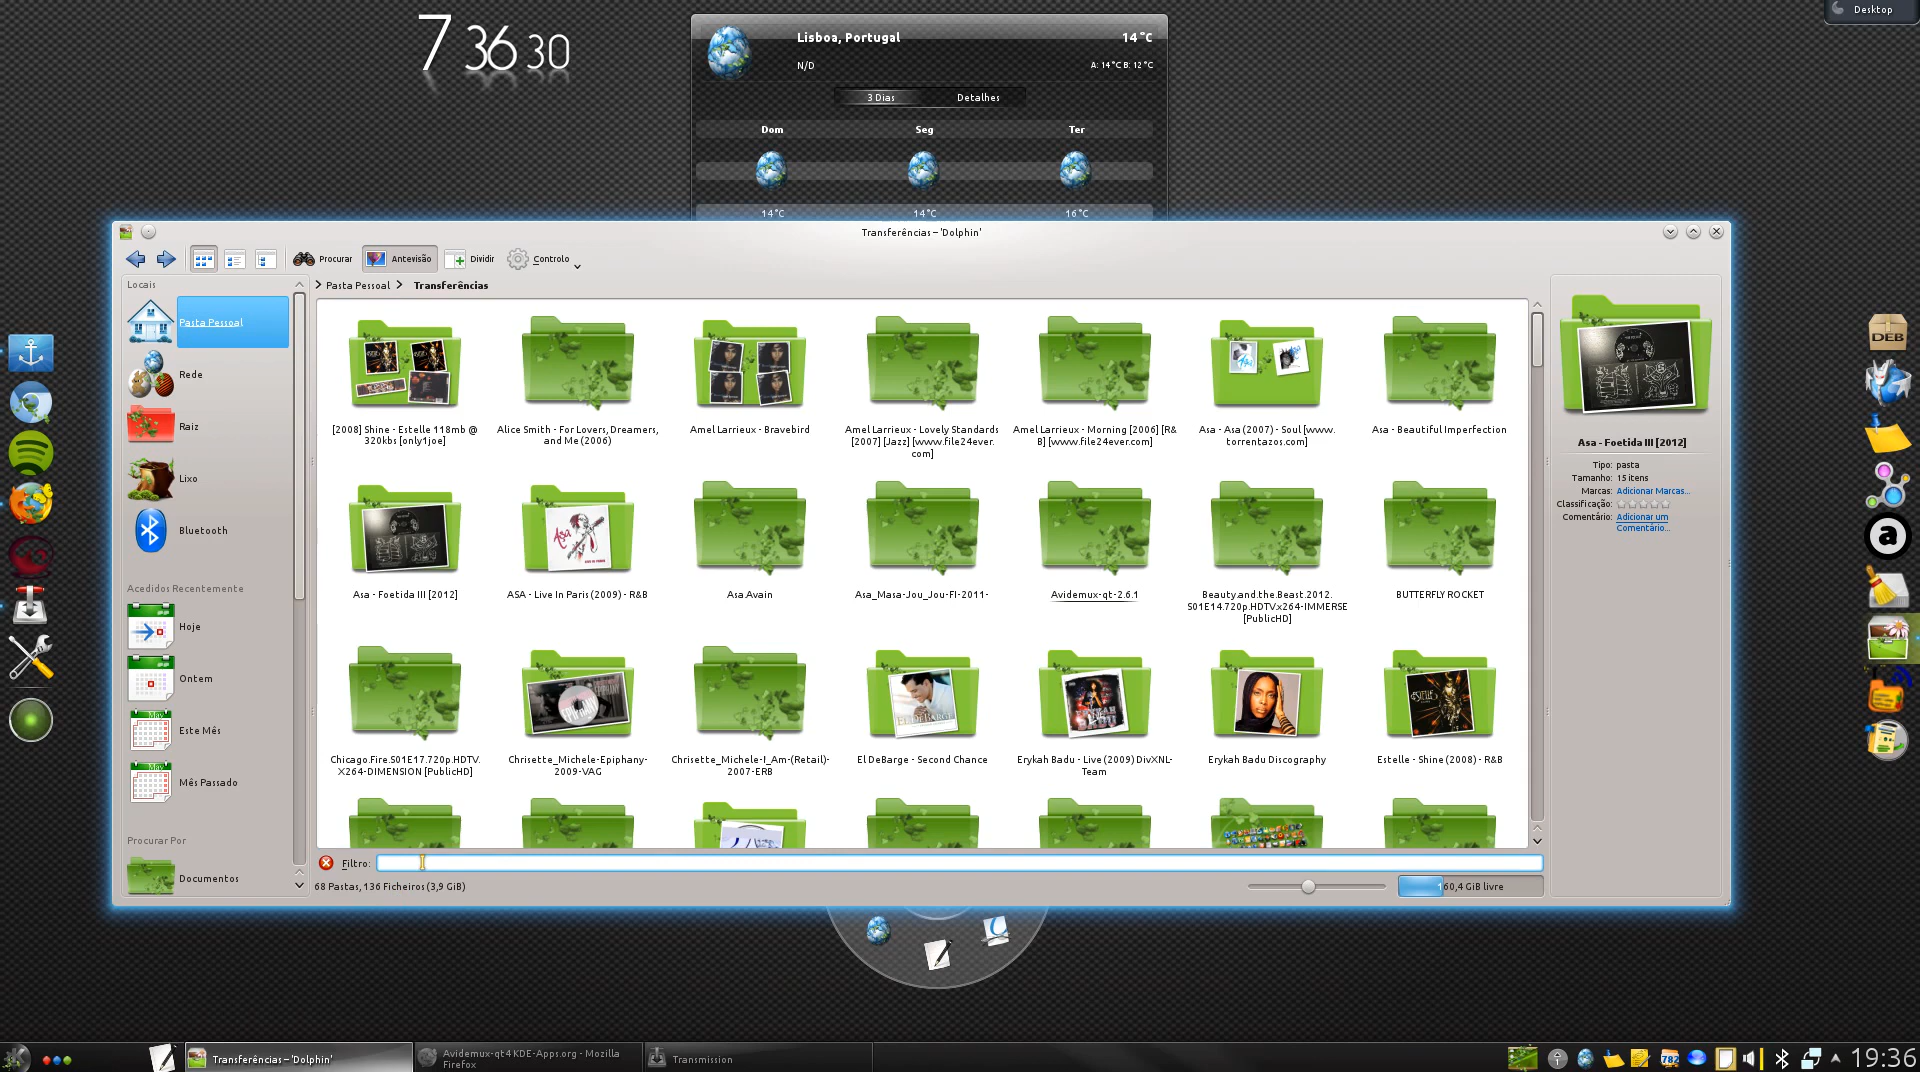 7 36 30
Lisboa, Portugal
14 °C
N/D
A: 14°C B: 12°C
3 Dias
Detalhes
Dom
Seg
Ter
14°C
14°C
16°C
Desktop
Transferências – 'Dolphin'
Procurar
Antevisão
Dividir
Controlo
Pasta Pessoal
Transferências
Locais
Pasta Pessoal
Rede
Raiz
Lixo
Bluetooth
Acedidos Recentemente
Hoje
Ontem
Este Mês
Mês Passado
Procurar Por
Documentos
[2008] Shine - Estelle 118mb @
320kbs [only1joe]
Alice Smith - For Lovers, Dreamers,
and Me (2006)
Amel Larrieux - Bravebird
Amel Larrieux - Lovely Standards
[2007] [Jazz] [www.file24ever.
com]
Amel Larrieux - Morning [2006] [R&
B] [www.file24ever.com]
Asa - Asa (2007) - Soul [www.
torrentazos.com]
Asa - Beautiful Imperfection
Asa - Foetida III [2012]
ASA - Live In Paris (2009) - R&B
Asa.Avain
Asa_Masa-Jou_Jou-FI-2011-
Avidemux-qt-2.6.1
Beauty.and.the.Beast.2012.
S01E14.720p.HDTV.x264-IMMERSE
[PublicHD]
BUTTERFLY ROCKET
Chicago.Fire.S01E17.720p.HDTV.
X264-DIMENSION [PublicHD]
Chrisette_Michele-Epiphany-
2009-VAG
Chrisette_Michele-I_Am-(Retail)-
2007-ERB
El DeBarge - Second Chance
Erykah Badu - Live (2009) DivXNL-
Team
Erykah Badu Discography
Estelle - Shine (2008) - R&B
Asa - Foetida III [2012]
Tipo: pasta
Tamanho: 15 itens
Marcas: Adicionar Marcas...
Classificação:
Comentário: Adicionar um
Comentário...
Filtro:
68 Pastas, 136 Ficheiros (3,9 GiB)
160,4 GiB livre
DEB
a
Transferências – 'Dolphin'
Avidemux-qt4 KDE-Apps.org - Mozilla
Firefox
Transmission
782
19:36